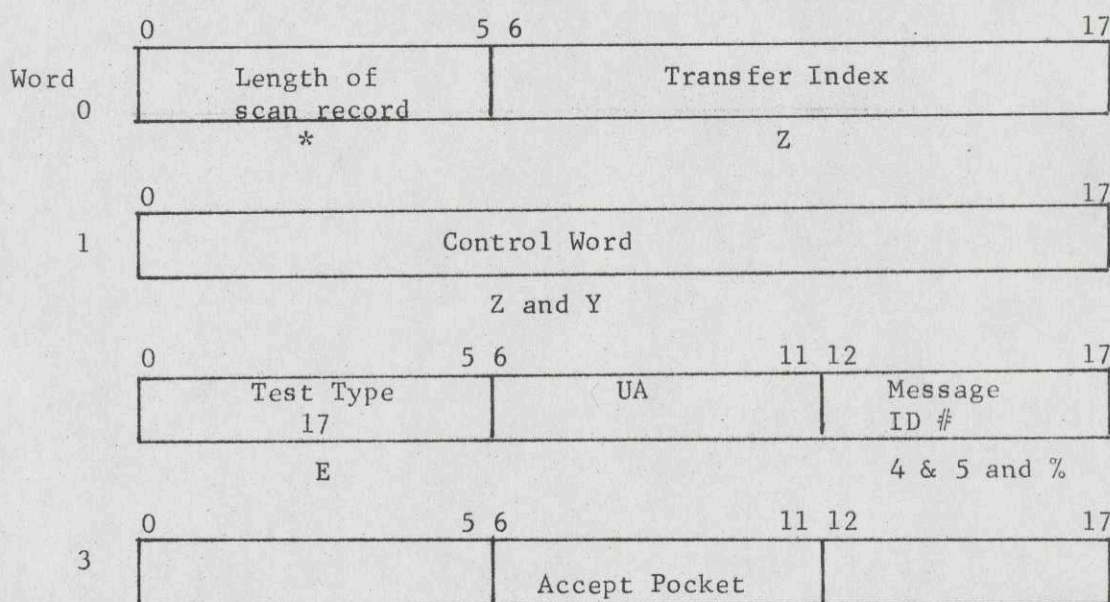 0 5 6 17
Word Length of Transfer Index
0 scan record
* Z
0 17
1 Control Word
Z and Y
0 5 6 11 12 17
Test Type UA Message
17 ID #
E 4 & 5 and %
0 5 6 11 12 17
3
Accept Pocket